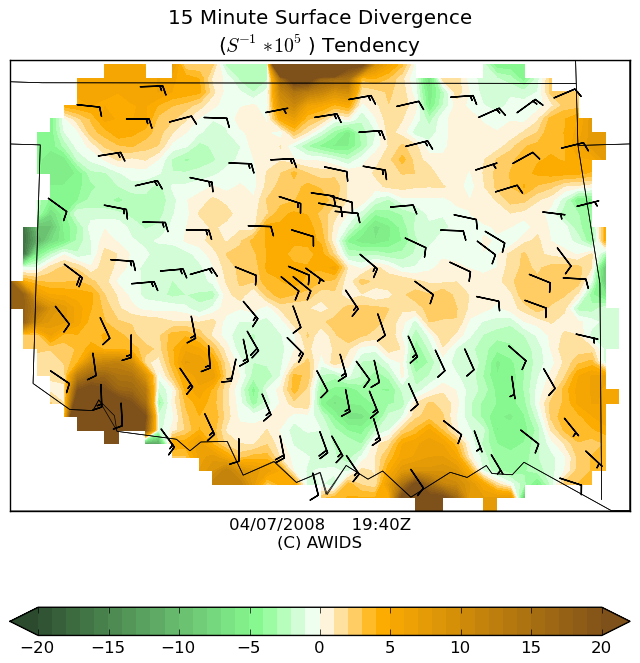 15 Minute Surface Divergence
($S^{-1} * 10^5$ ) Tendency
04/07/2008 19:40Z
(C) AWIDS
−20 −15 −10 −5 0 5 10 15 20